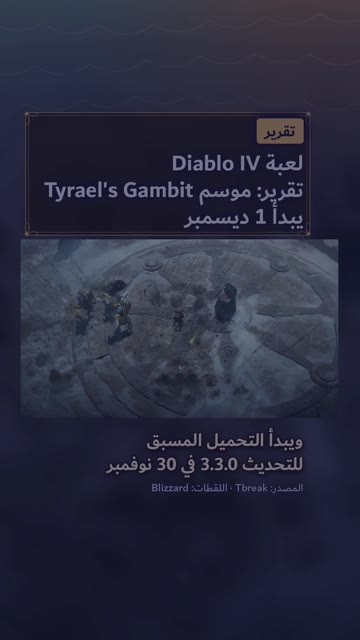 تقرير
لعبة Diablo IV
تقرير: موسم Tyrael's Gambit
يبدأ 1 ديسمبر
ويبدأ التحميل المسبق
للتحديث 3.3.0 في 30 نوفمبر
المصدر: Tbreak · اللقطات: Blizzard